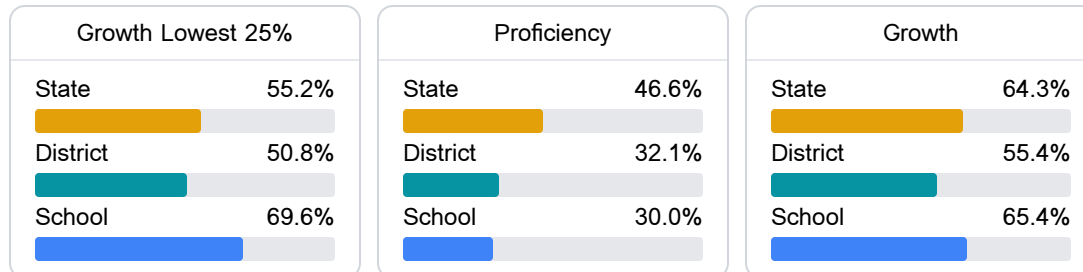 Growth Lowest 25%
State 55.2%
District 50.8%
School 69.6%
Proficiency
State 46.6%
District 32.1%
School 30.0%
Growth
State 64.3%
District 55.4%
School 65.4%